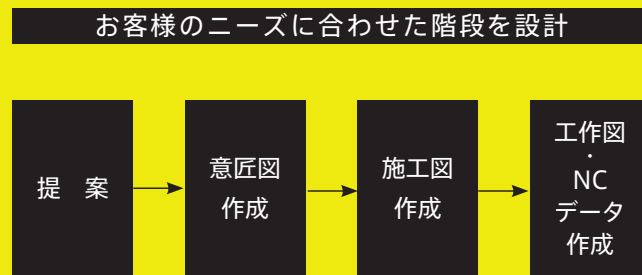 お客様のニーズに合わせた階段を設計
提　案
意匠図
作成
施工図
作成
工作図
・
NC
データ
作成